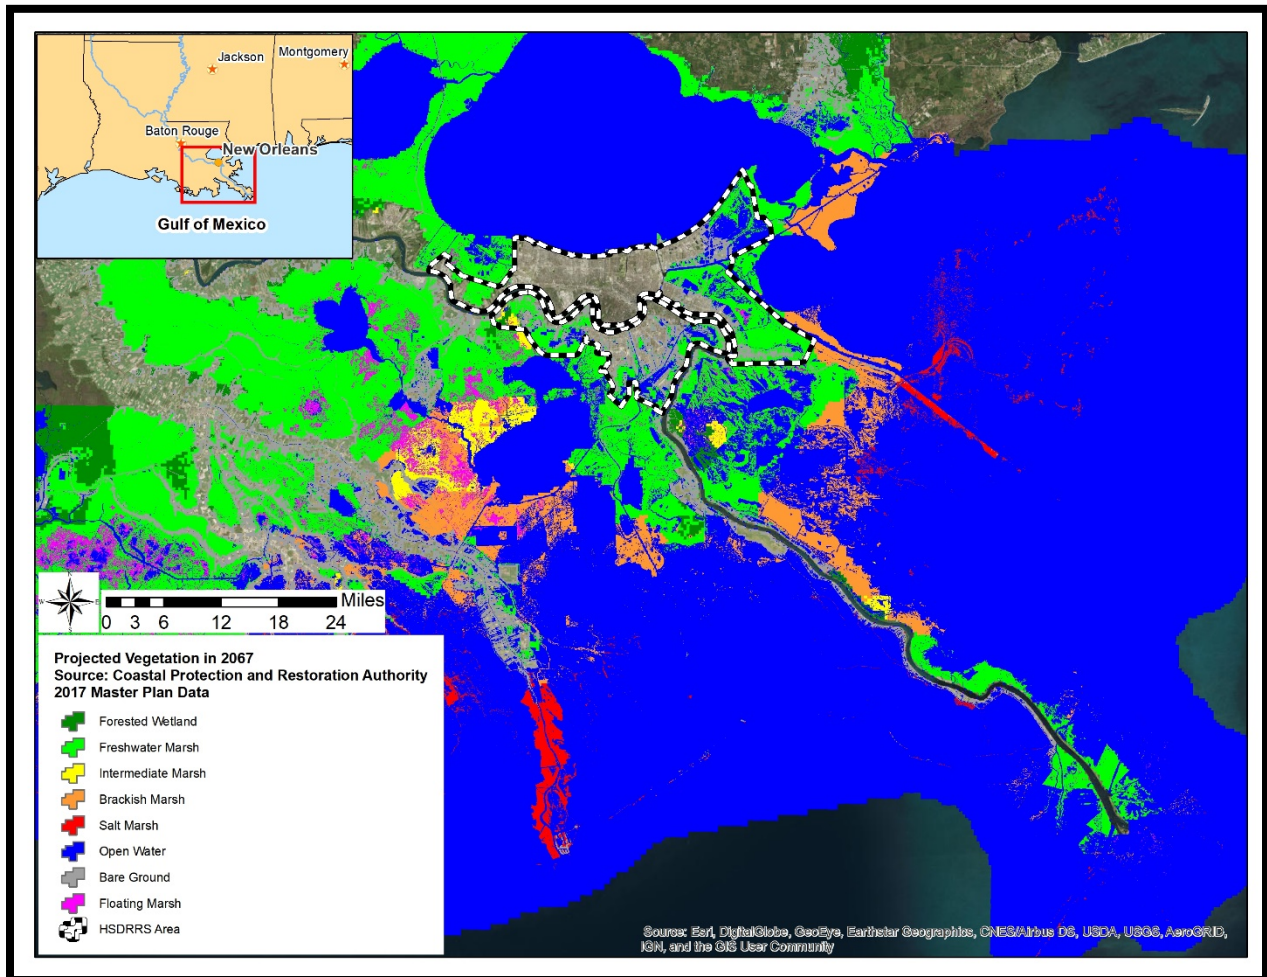 Jackson
Montgomery
Baton Rouge
New Orleans
Gulf of Mexico
N
W
E
S
Miles
0 3 6 12 18 24
Projected Vegetation in 2067
Source: Coastal Protection and Restoration Authority
2017 Master Plan Data
Forested Wetland
Freshwater Marsh
Intermediate Marsh
Brackish Marsh
Salt Marsh
Open Water
Bare Ground
Floating Marsh
HSDRRS Area
Source: Esri, DigitalGlobe, GeoEye, Earthstar Geographics, CNES/Airbus DS, USDA, USGS, AeroGRID,
IGN, and the GIS User Community